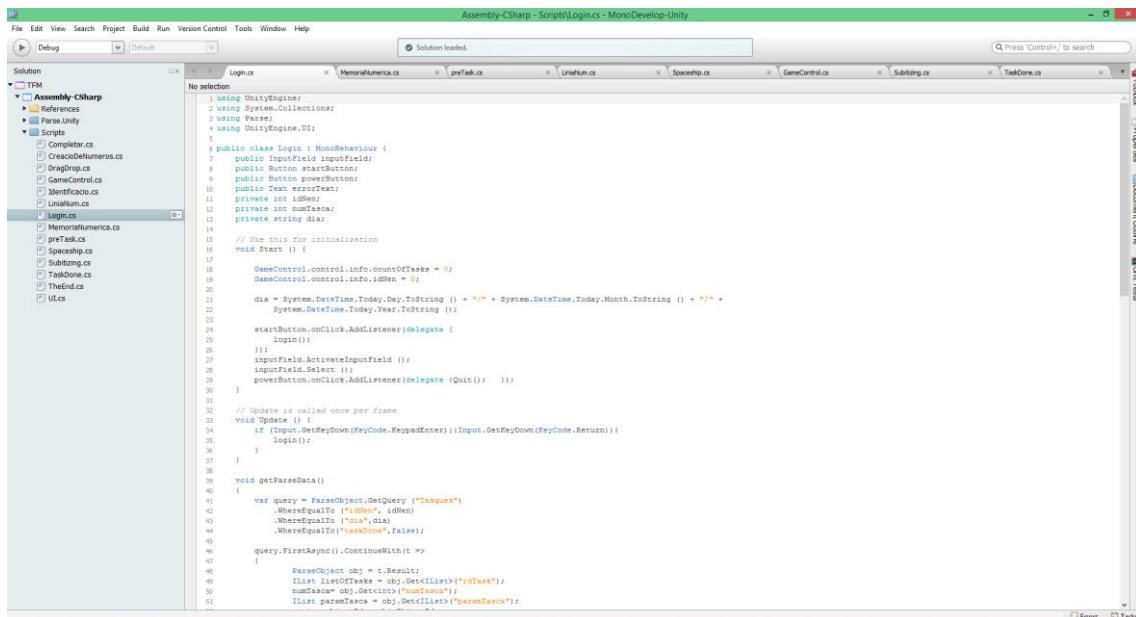 Assembly-CSharp - Scripts\Login.cs - MonoDevelop-Unity
File Edit View Search Project Build Run Version Control Tools Window Help
Debug Default Solution loaded. Press 'Control+,' to search
Solution
TFM
Assembly-CSharp
References
Parse.Unity
Scripts
Completar.cs
CreacioDeNumeros.cs
DragDrop.cs
GameControl.cs
Identificacio.cs
LiniaNum.cs
Login.cs
MemoriaNumerica.cs
preTask.cs
Spaceship.cs
Subitizing.cs
TaskDone.cs
TheEnd.cs
UI.cs
Login.cs MemoriaNumerica.cs preTask.cs LiniaNum.cs Spaceship.cs GameControl.cs Subitizing.cs TaskDone.cs
No selection
1 using UnityEngine;
2 using System.Collections;
3 using Parse;
4 using UnityEngine.UI;
5
6 public class Login : MonoBehaviour {
7 public InputField inputField;
8 public Button startButton;
9 public Button powerButton;
10 public Text errorText;
11 private int idNen;
12 private int numTasca;
13 private string dia;
14
15 // Use this for initialization
16 void Start () {
17
18 GameControl.control.info.countOfTasks = 0;
19 GameControl.control.info.idNen = 0;
20
21 dia = System.DateTime.Today.Day.ToString () + "/" + System.DateTime.Today.Month.ToString () + "/" +
22 System.DateTime.Today.Year.ToString ();
23
24 startButton.onClick.AddListener(delegate {
25 login();
26 });
27 inputField.ActivateInputField ();
28 inputField.Select ();
29 powerButton.onClick.AddListener(delegate {Quit(); });
30 }
31
32 // Update is called once per frame
33 void Update () {
34 if (Input.GetKeyDown(KeyCode.KeypadEnter)||Input.GetKeyDown(KeyCode.Return)){
35 login();
36 }
37 }
38
39 void getParseData()
40 {
41 var query = ParseObject.GetQuery ("Tasques")
42 .WhereEqualTo ("idNen", idNen)
43 .WhereEqualTo ("dia",dia)
44 .WhereEqualTo("taskDone",false);
45
46 query.FirstAsync().ContinueWith(t =>
47 {
48 ParseObject obj = t.Result;
49 IList listOfTasks = obj.Get<IList>("idTask");
50 numTasca= obj.Get<int>("numTasca");
51 IList paramTasca = obj.Get<IList>("paramTasca");
Properties
Document Outline
Unit Tests
Errors